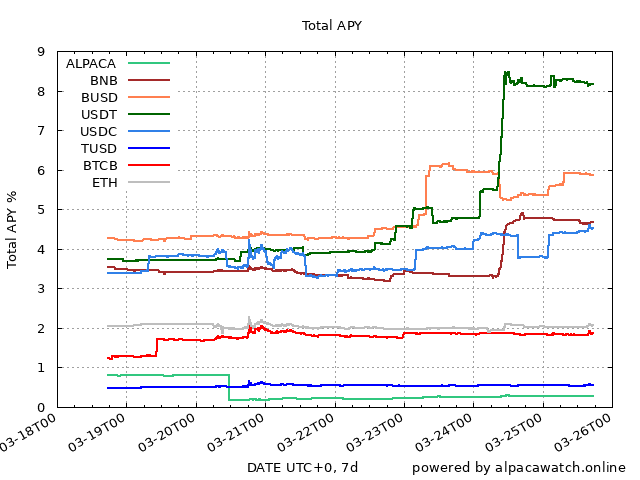 Total APY
Total APY %
9
8
7
6
5
4
3
2
1
0
ALPACA
BNB
BUSD
USDT
USDC
TUSD
BTCB
ETH
03-18T00
03-19T00
03-20T00
03-21T00
03-22T00
03-23T00
03-24T00
03-25T00
03-26T00
DATE UTC+0, 7d
powered by alpacawatch.online